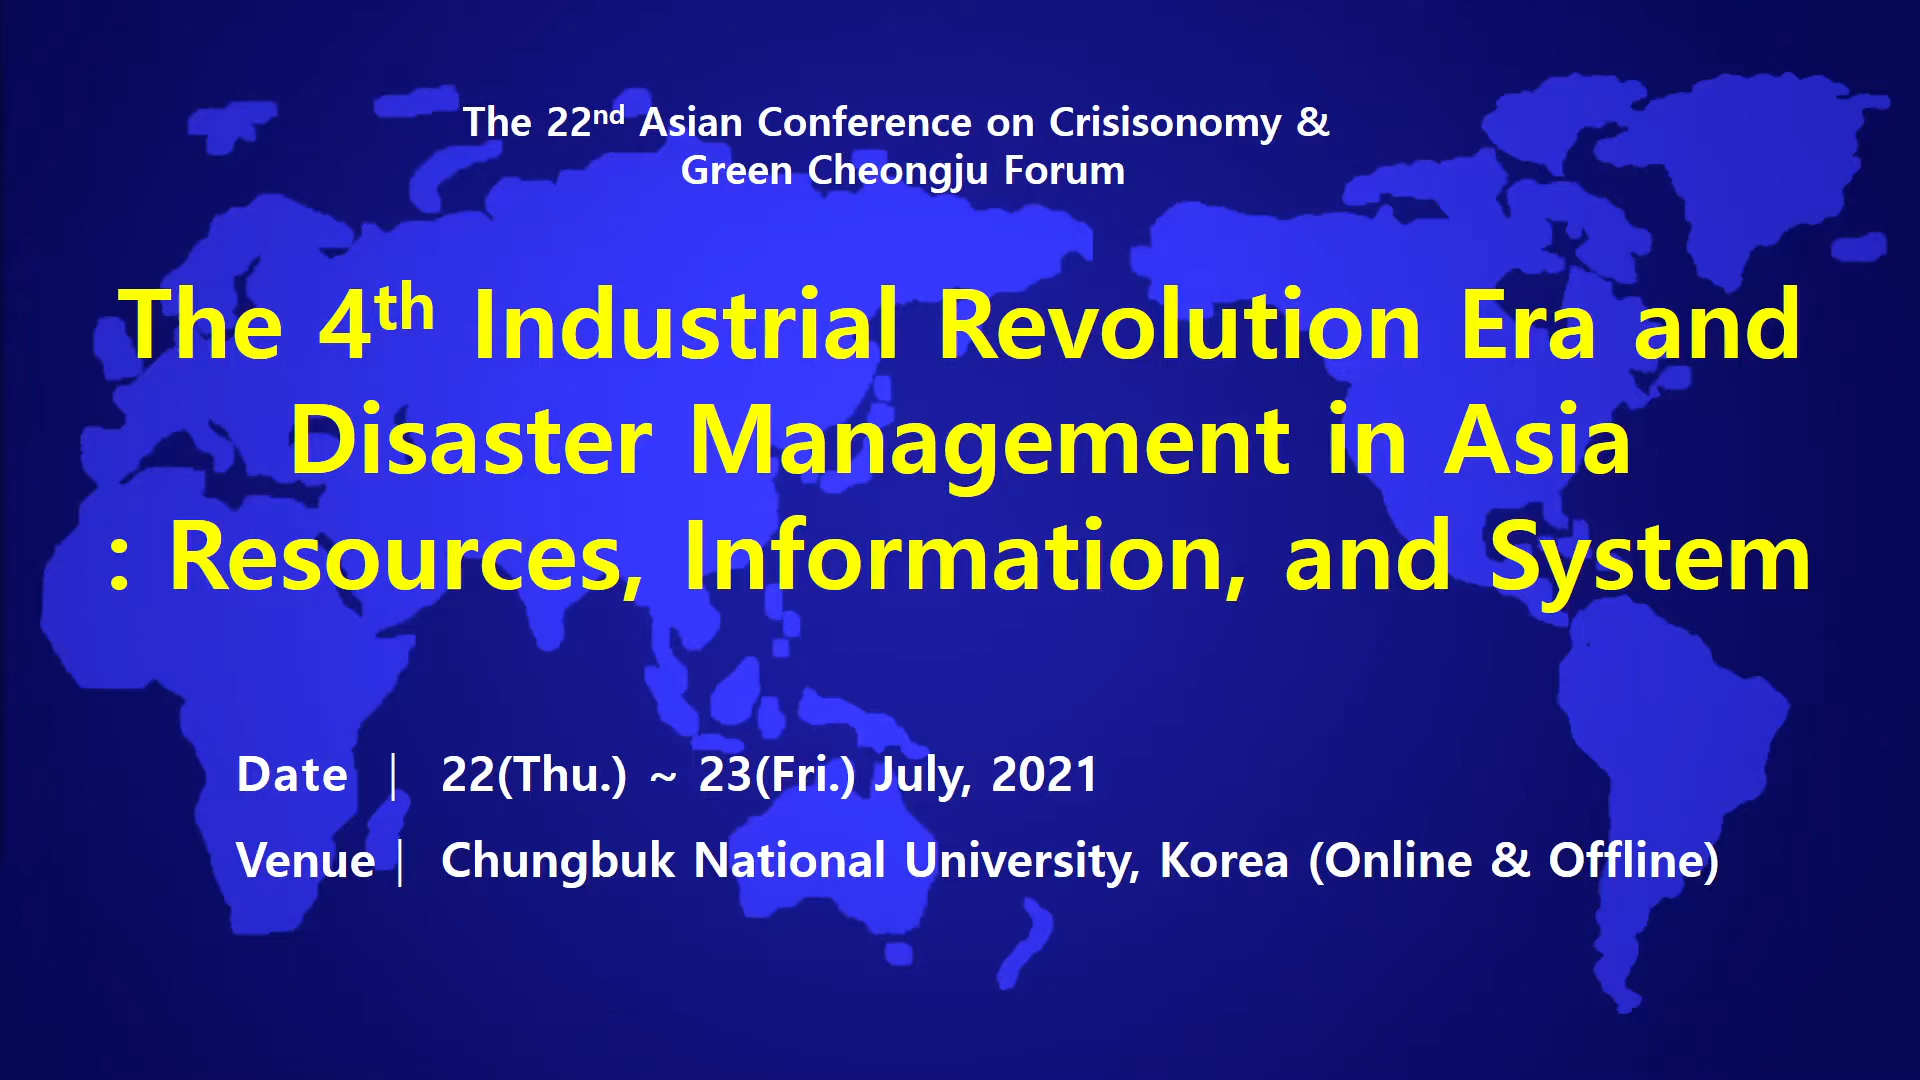 The 22nd Asian Conference on Crisisonomy &
Green Cheongju Forum
The 4th Industrial Revolution Era and
Disaster Management in Asia
: Resources, Information, and System
Date | 22(Thu.) ~ 23(Fri.) July, 2021
Venue | Chungbuk National University, Korea (Online & Offline)